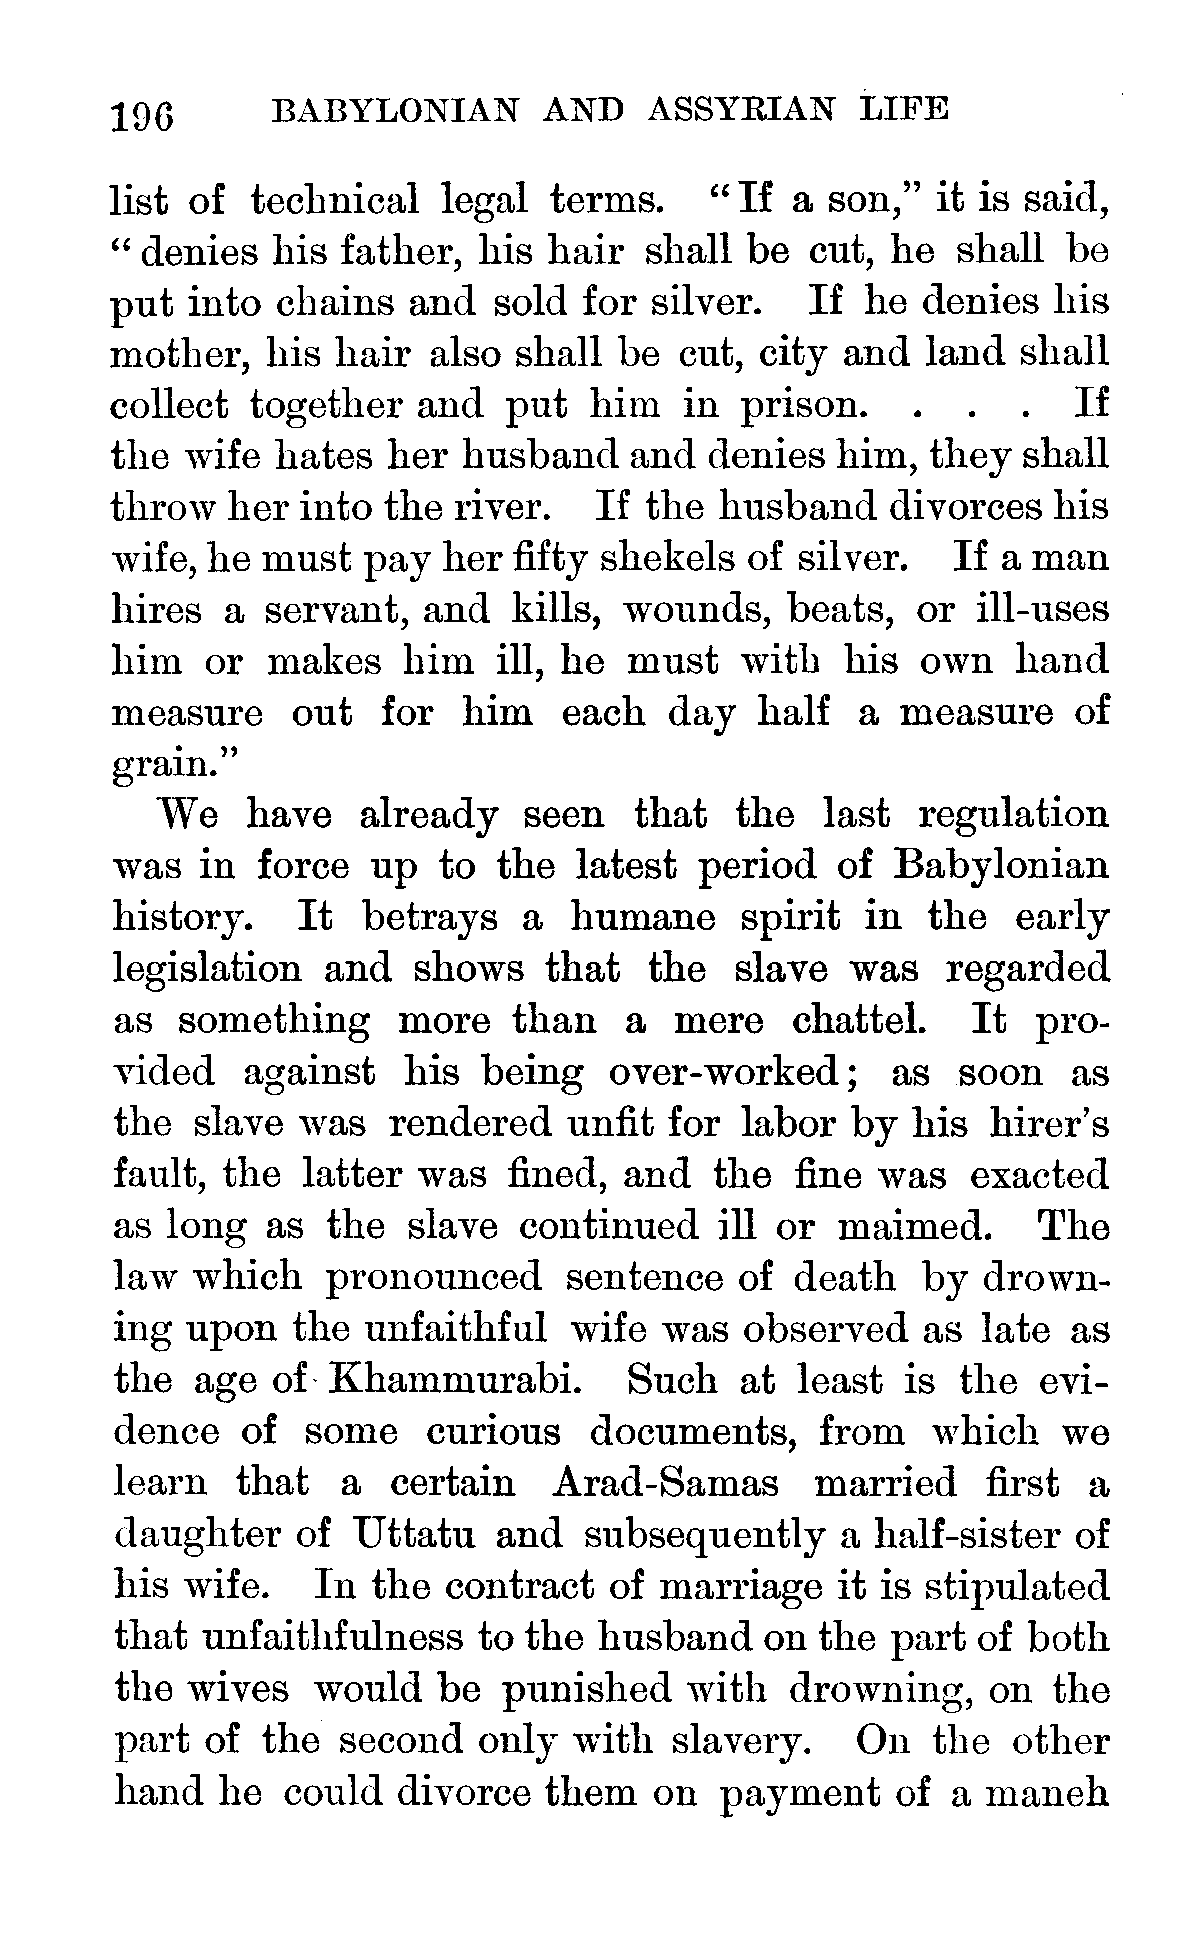 196 BABYLONIAN AND ASSYRIAN LIFE
list of technical legal terms. “If a son,” it is said,
“denies his father, his hair shall be cut, he shall be
put into chains and sold for silver. If he denies his
mother, his hair also shall be cut, city and land shall
collect together and put him in prison. . . . If
the wife hates her husband and denies him, they shall
throw her into the river. If the husband divorces his
wife, he must pay her fifty shekels of silver. If a man
hires a servant, and kills, wounds, beats, or ill-uses
him or makes him ill, he must with his own hand
measure out for him each day half a measure of
grain.”
We have already seen that the last regulation
was in force up to the latest period of Babylonian
history. It betrays a humane spirit in the early
legislation and shows that the slave was regarded
as something more than a mere chattel. It pro-
vided against his being over-worked; as soon as
the slave was rendered unfit for labor by his hirer’s
fault, the latter was fined, and the fine was exacted
as long as the slave continued ill or maimed. The
law which pronounced sentence of death by drown-
ing upon the unfaithful wife was observed as late as
the age of Khammurabi. Such at least is the evi-
dence of some curious documents, from which we
learn that a certain Arad-Samas married first a
daughter of Uttatu and subsequently a half-sister of
his wife. In the contract of marriage it is stipulated
that unfaithfulness to the husband on the part of both
the wives would be punished with drowning, on the
part of the second only with slavery. On the other
hand he could divorce them on payment of a maneh